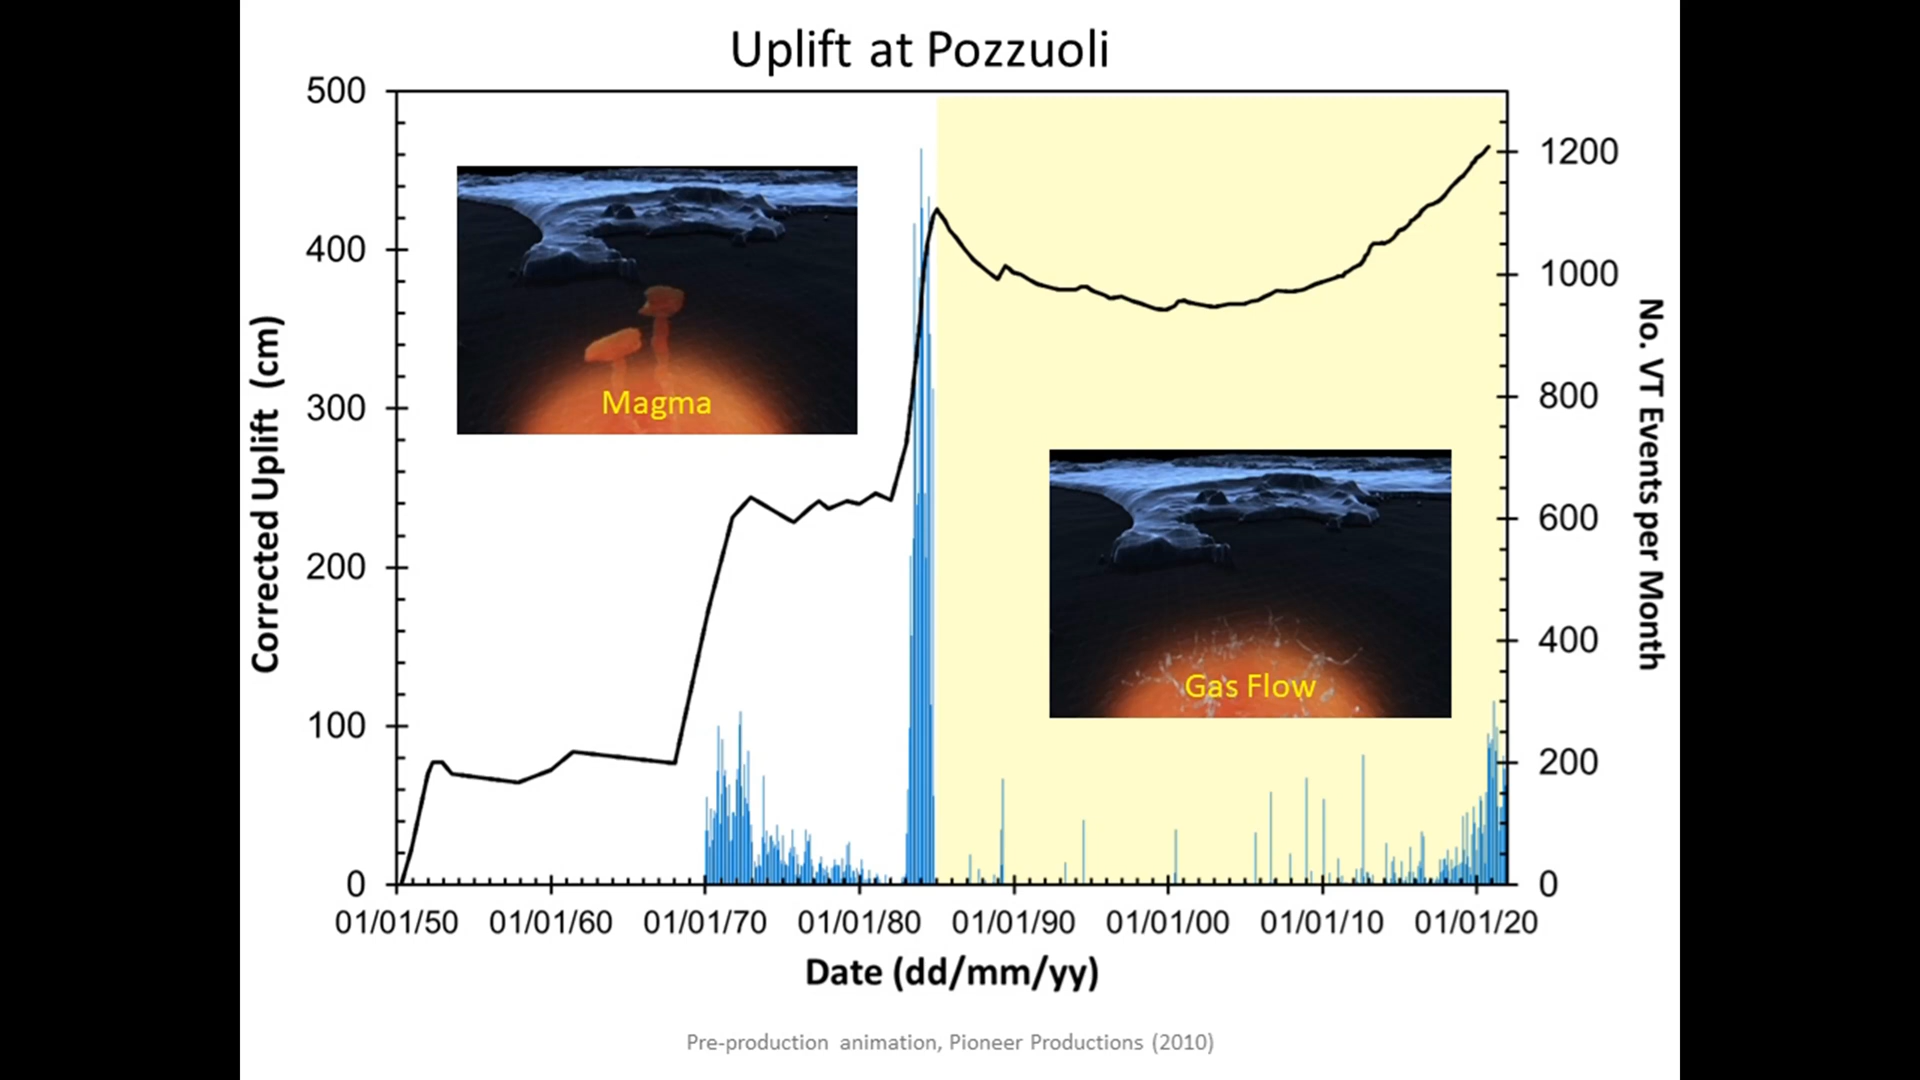 Uplift at Pozzuoli
500
400
300
200
100
0
Corrected Uplift (cm)
Magma
Gas Flow
1200
1000
800
600
400
200
0
No. VT Events per Month
01/01/50 01/01/60 01/01/70 01/01/80 01/01/90 01/01/00 01/01/10 01/01/20
Date (dd/mm/yy)
Pre-production animation, Pioneer Productions (2010)